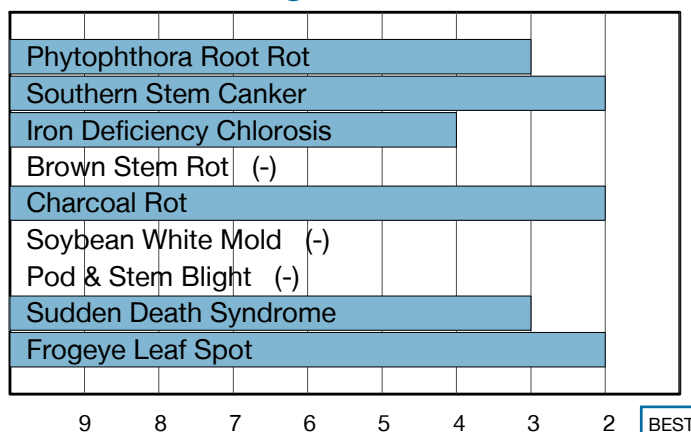 Phytophthora Root Rot
Southern Stem Canker
Iron Deficiency Chlorosis
Brown Stem Rot (-)
Charcoal Rot
Soybean White Mold (-)
Pod & Stem Blight (-)
Sudden Death Syndrome
Frogeye Leaf Spot
9 8 7 6 5 4 3 2 BEST